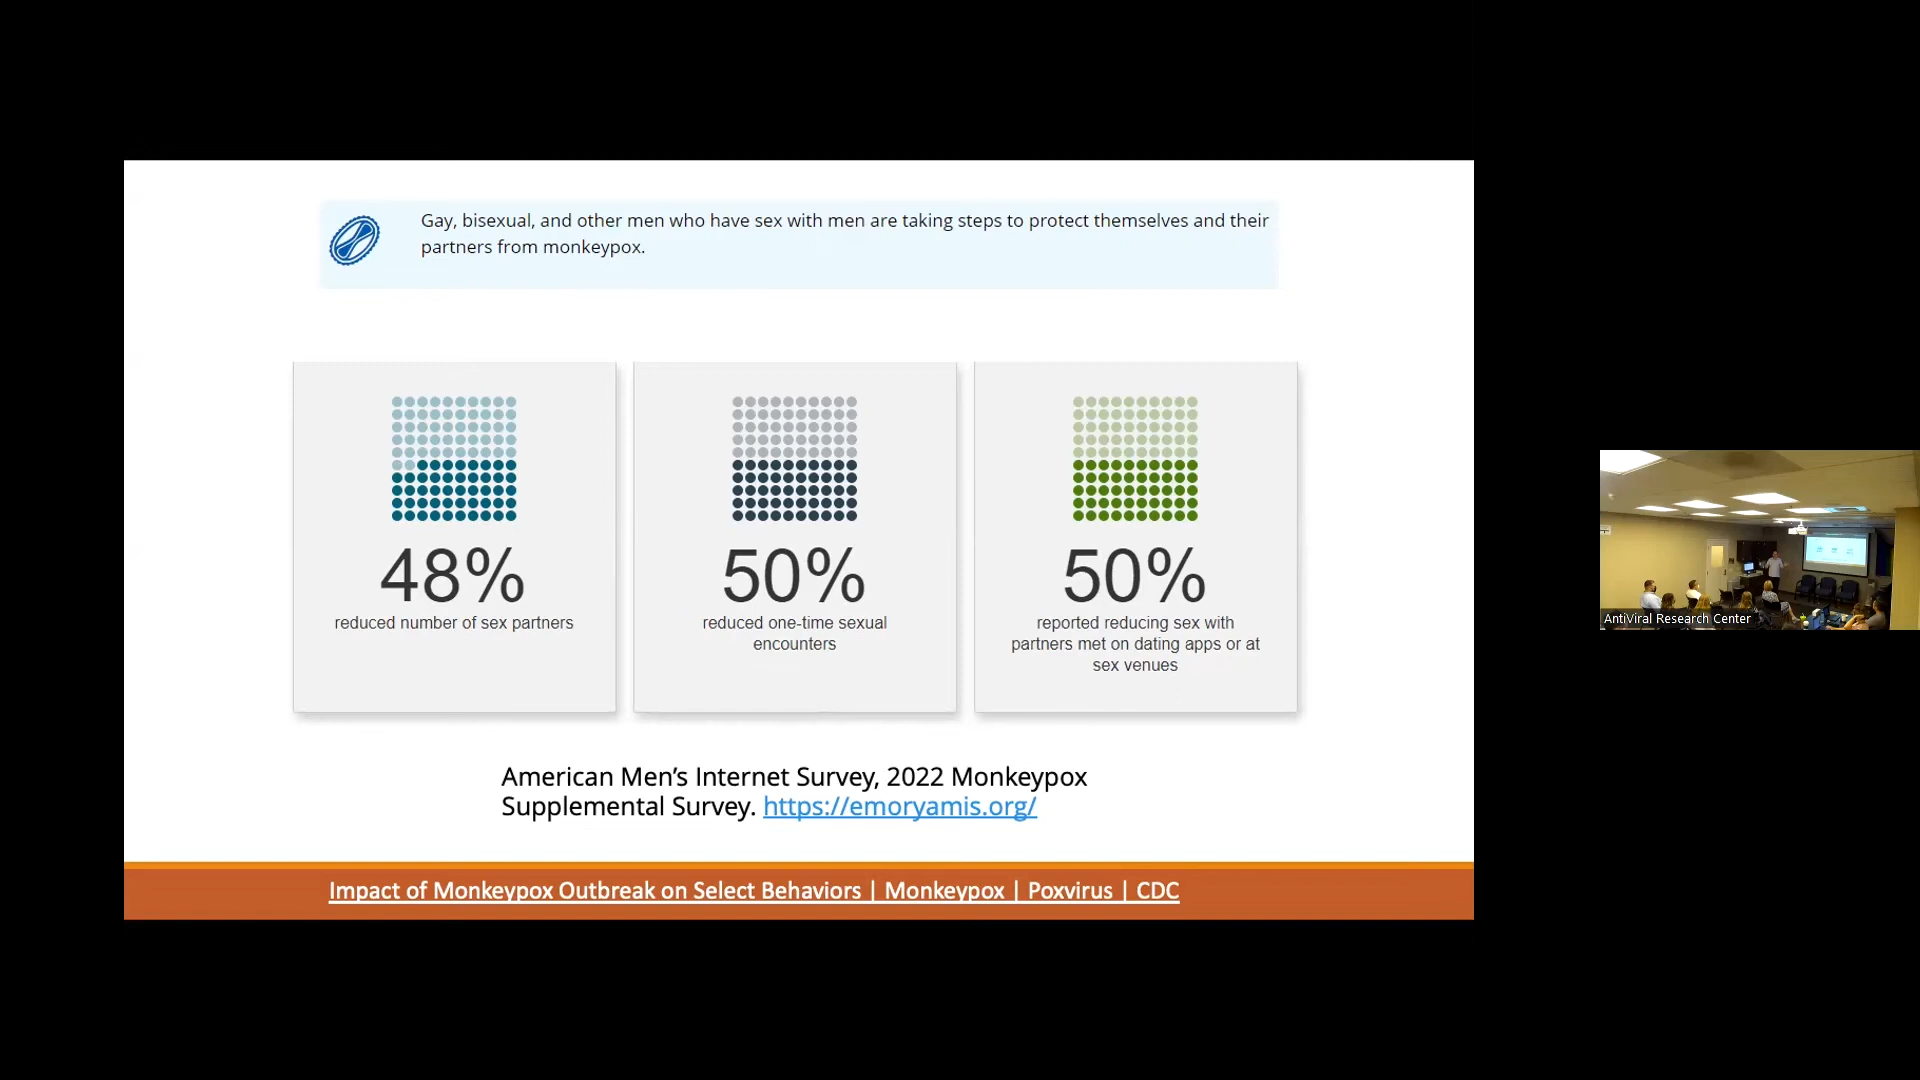 Gay, bisexual, and other men who have sex with men are taking steps to protect themselves and their
partners from monkeypox.
48%
reduced number of sex partners
50%
reduced one-time sexual
encounters
50%
reported reducing sex with
partners met on dating apps or at
sex venues
American Men’s Internet Survey, 2022 Monkeypox
Supplemental Survey. https://emoryamis.org/
Impact of Monkeypox Outbreak on Select Behaviors | Monkeypox | Poxvirus | CDC
AntiViral Research Center